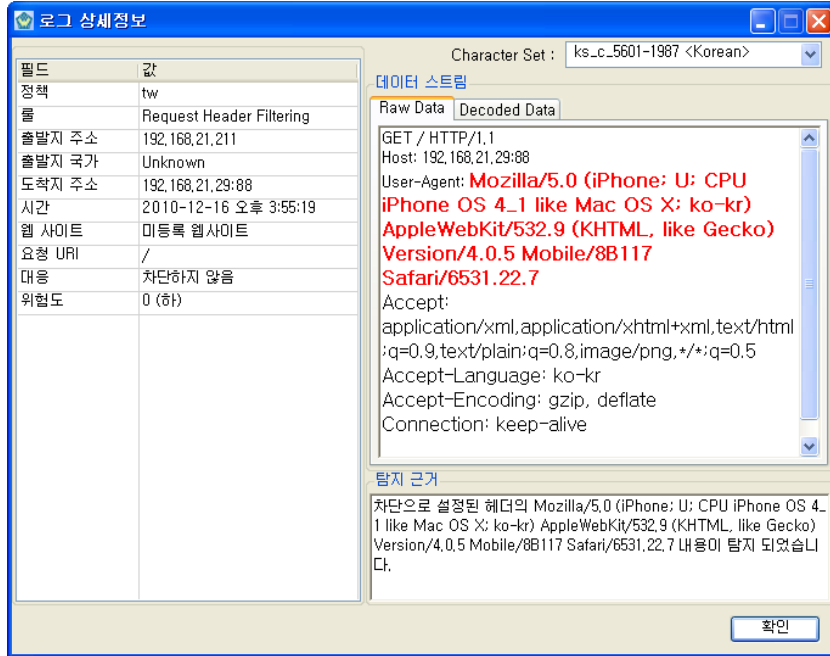 로그 상세정보
필드 값
정책 tw
룰 Request Header Filtering
출발지 주소 192.168.21.211
출발지 국가 Unknown
도착지 주소 192.168.21.29:88
시간 2010-12-16 오후 3:55:19
웹 사이트 미등록 웹사이트
요청 URI /
대응 차단하지 않음
위험도 0 (하)
Character Set : ks_c_5601-1987 <Korean>
데이터 스트림
Raw Data Decoded Data
GET / HTTP/1.1
Host: 192.168.21.29:88
User-Agent: Mozilla/5.0 (iPhone; U; CPU
iPhone OS 4_1 like Mac OS X; ko-kr)
AppleWebKit/532.9 (KHTML, like Gecko)
Version/4.0.5 Mobile/8B117
Safari/6531.22.7
Accept:
application/xml,application/xhtml+xml,text/html
;q=0.9,text/plain;q=0.8,image/png,*/*;q=0.5
Accept-Language: ko-kr
Accept-Encoding: gzip, deflate
Connection: keep-alive
탐지 근거
차단으로 설정된 헤더의 Mozilla/5.0 (iPhone; U; CPU iPhone OS 4_
1 like Mac OS X; ko-kr) AppleWebKit/532.9 (KHTML, like Gecko)
Version/4.0.5 Mobile/8B117 Safari/6531.22.7 내용이 탐지 되었습니
다.
확인